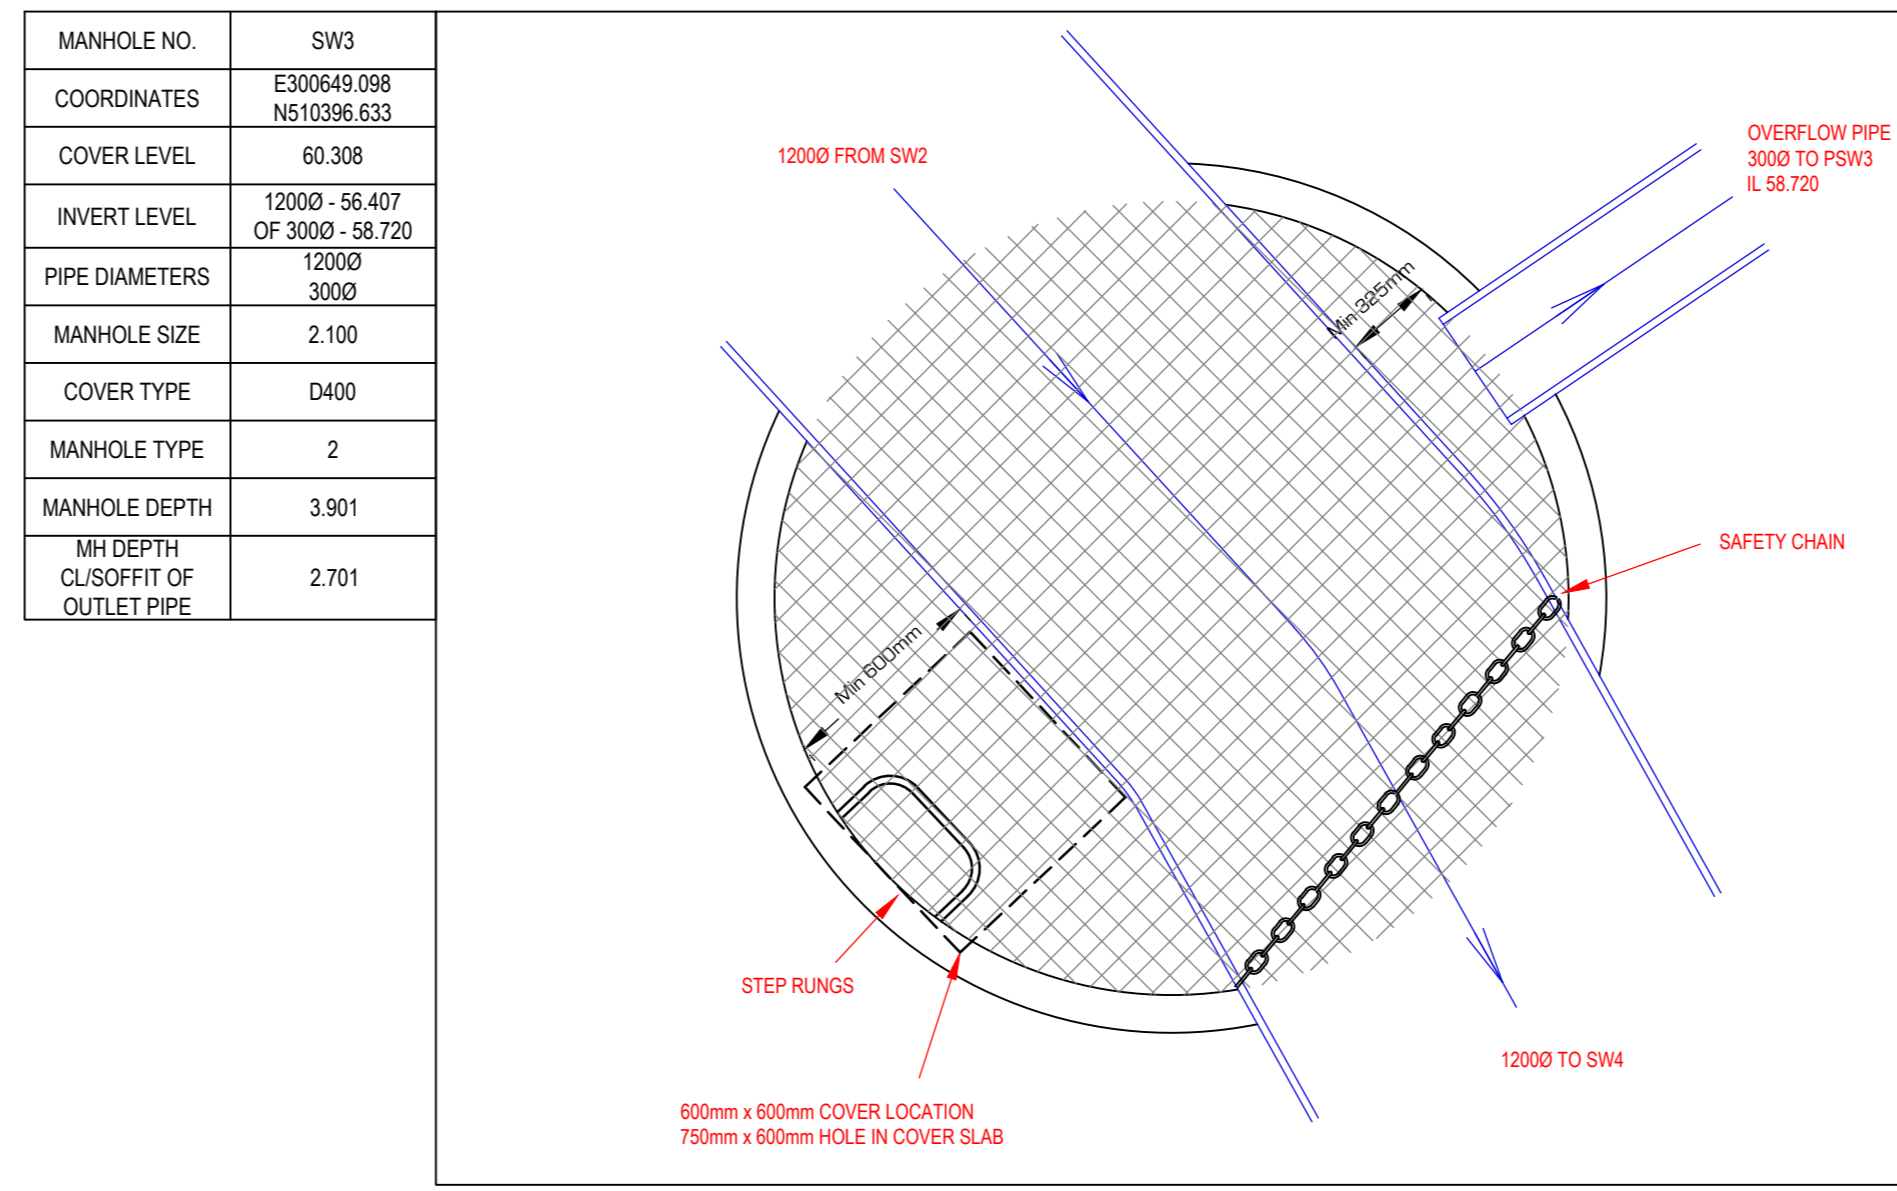 MANHOLE NO. SW3
COORDINATES E300649.098
N510396.633
COVER LEVEL 60.308
INVERT LEVEL 1200Ø - 56.407
OF 300Ø - 58.720
PIPE DIAMETERS 1200Ø
300Ø
MANHOLE SIZE 2.100
COVER TYPE D400
MANHOLE TYPE 2
MANHOLE DEPTH 3.901
MH DEPTH
CL/SOFFIT OF
OUTLET PIPE
2.701
1200Ø FROM SW2
OVERFLOW PIPE
300Ø TO PSW3
IL 58.720
Min 325mm
SAFETY CHAIN
Min 600mm
STEP RUNGS
1200Ø TO SW4
600mm x 600mm COVER LOCATION
750mm x 600mm HOLE IN COVER SLAB